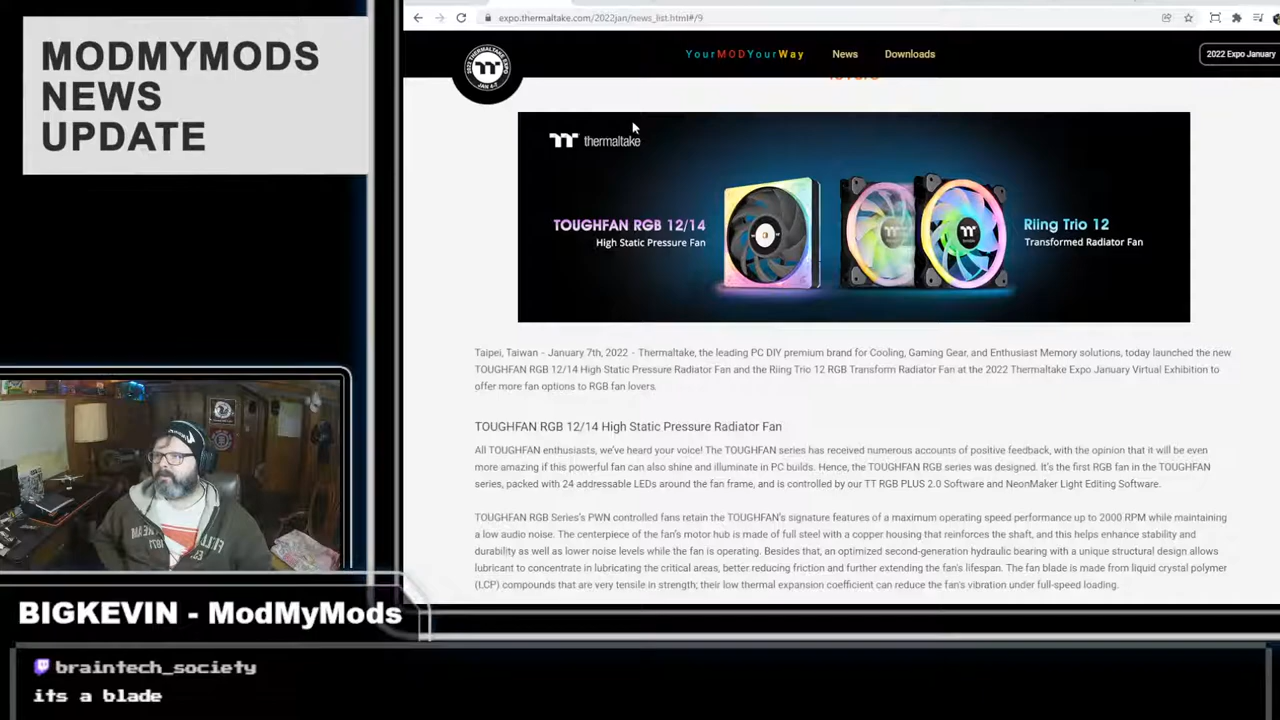 MODMYMODS
NEWS
UPDATE
expo.thermaltake.com/2022jan/news_list.html#/9
2022 THERMALTAKE EXPO
JAN 4-7
YourMODYourWay
News
Downloads
2022 Expo January
thermaltake
TOUGHFAN RGB 12/14
High Static Pressure Fan
Riing Trio 12
Transformed Radiator Fan
Taipei, Taiwan - January 7th, 2022 - Thermaltake, the leading PC DIY premium brand for Cooling, Gaming Gear, and Enthusiast Memory solutions, today launched the new
TOUGHFAN RGB 12/14 High Static Pressure Radiator Fan and the Riing Trio 12 RGB Transform Radiator Fan at the 2022 Thermaltake Expo January Virtual Exhibition to
offer more fan options to RGB fan lovers.
TOUGHFAN RGB 12/14 High Static Pressure Radiator Fan
All TOUGHFAN enthusiasts, we've heard your voice! The TOUGHFAN series has received numerous accounts of positive feedback, with the opinion that it will be even
more amazing if this powerful fan can also shine and illuminate in PC builds. Hence, the TOUGHFAN RGB series was designed. It's the first RGB fan in the TOUGHFAN
series, packed with 24 addressable LEDs around the fan frame, and is controlled by our TT RGB PLUS 2.0 Software and NeonMaker Light Editing Software.
TOUGHFAN RGB Series's PWN controlled fans retain the TOUGHFAN's signature features of a maximum operating speed performance up to 2000 RPM while maintaining
a low audio noise. The centerpiece of the fan's motor hub is made of full steel with a copper housing that reinforces the shaft, and this helps enhance stability and
durability as well as lower noise levels while the fan is operating. Besides that, an optimized second-generation hydraulic bearing with a unique structural design allows
lubricant to concentrate in lubricating the critical areas, better reducing friction and further extending the fan's lifespan. The fan blade is made from liquid crystal polymer
(LCP) compounds that are very tensile in strength; their low thermal expansion coefficient can reduce the fan's vibration under full-speed loading.
BIGKEVIN - ModMyMods
braintech_society
its a blade